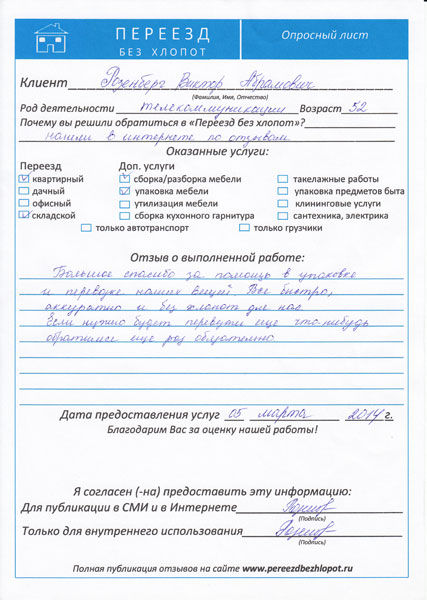 ПЕРЕЕЗД
БЕЗ ХЛОПОТ
Опросный лист
Клиент Розенберг Виктор Абрамович
(Фамилия, Имя, Отчество)
Род деятельности телекоммуникации Возраст 52
Почему вы решили обратиться в «Переезд без хлопот»?
нашли в интернете по отзывам
Оказанные услуги:
Переезд Доп. услуги
квартирный сборка/разборка мебели такелажные работы
дачный упаковка мебели упаковка предметов быта
офисный утилизация мебели клининговые услуги
складской сборка кухонного гарнитура сантехника, электрика
только автотранспорт только грузчики
Отзыв о выполненной работе:
Большое спасибо за помощь в упаковке
и перевозке наших вещей. Все быстро,
аккуратно и без хлопот для нас.
Если нужно будет перевезти еще что-нибудь
обратимся еще раз обязательно.
Дата предоставления услуг 05 марта 2014 г.
Благодарим Вас за оценку нашей работы!
Я согласен (-на) предоставить эту информацию:
Для публикации в СМИ и в Интернете
(Подпись)
Только для внутреннего использования
(Подпись)
Полная публикация отзывов на сайте www.pereezdbezhlopot.ru